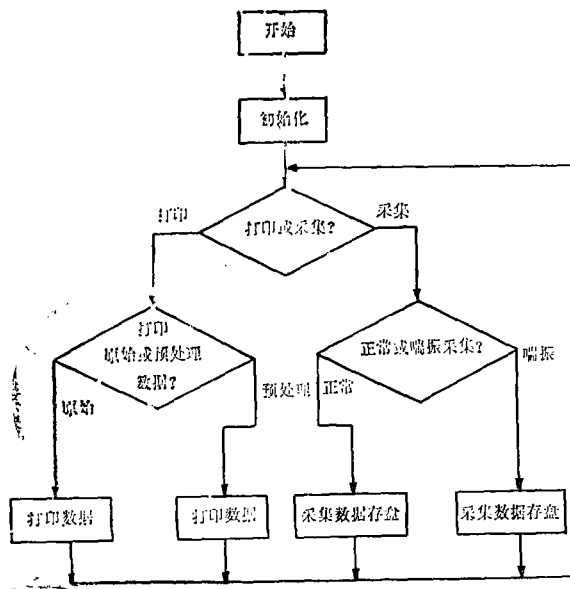 开始
初始化
打印
采集
打印或采集?
打印
原始或预处理
数据?
正常或喘振采集?
喘振
原始
预处理
正常
打印数据
打印数据
采集数据存盘
采集数据存盘